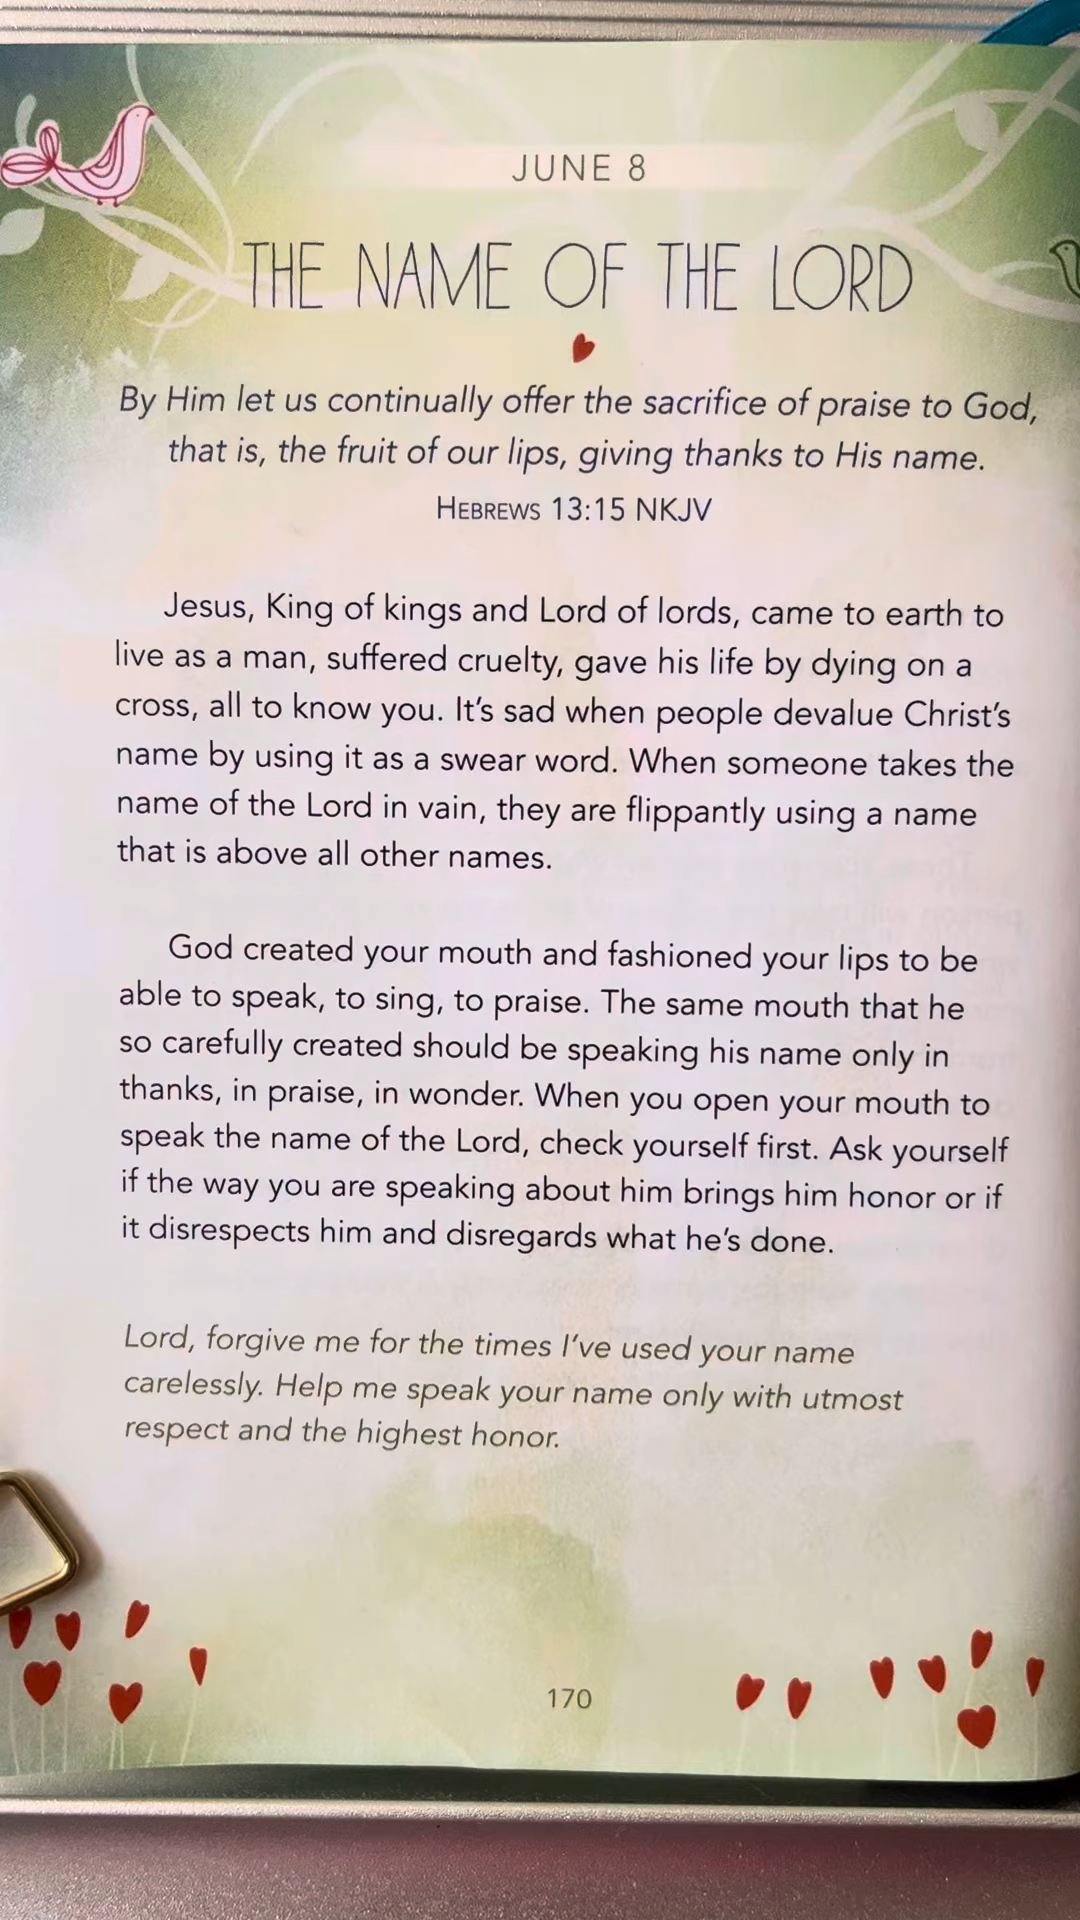 JUNE 8
THE NAME OF THE LORD
By Him let us continually offer the sacrifice of praise to God,
that is, the fruit of our lips, giving thanks to His name.
HEBREWS 13:15 NKJV
Jesus, King of kings and Lord of lords, came to earth to
live as a man, suffered cruelty, gave his life by dying on a
cross, all to know you. It's sad when people devalue Christ's
name by using it as a swear word. When someone takes the
name of the Lord in vain, they are flippantly using a name
that is above all other names.
God created your mouth and fashioned your lips to be
able to speak, to sing, to praise. The same mouth that he
so carefully created should be speaking his name only in
thanks, in praise, in wonder. When you open your mouth to
speak the name of the Lord, check yourself first. Ask yourself
if the way you are speaking about him brings him honor or if
it disrespects him and disregards what he's done.
Lord, forgive me for the times I've used your name
carelessly. Help me speak your name only with utmost
respect and the highest honor.
170